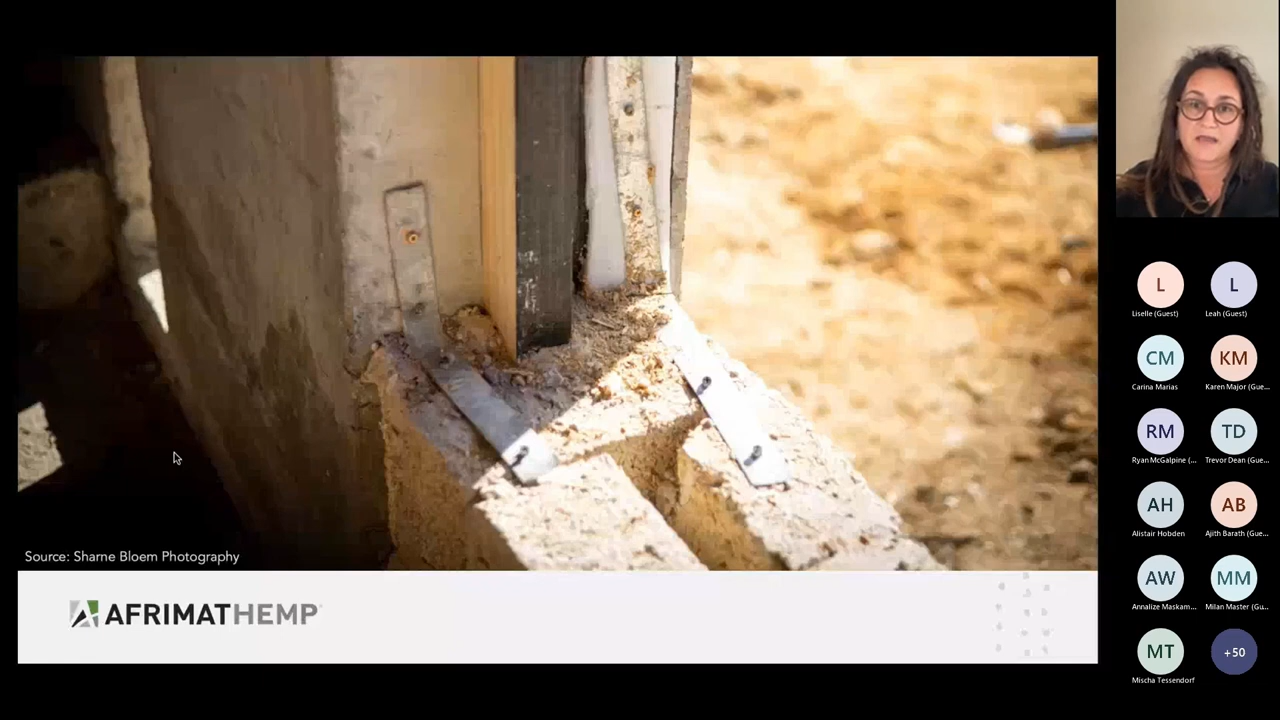 Source: Sharne Bloem Photography
AFRIMATHEMP
L
Liselle (Guest)
L
Leah (Guest)
CM
Carina Marias
KM
Karen Major (Gue...
RM
Ryan McGalpine (...
TD
Trevor Dean (Gue...
AH
Alistair Hobden
AB
Ajith Barath (Gue...
AW
Annalize Maskam...
MM
Milan Master (Gu...
MT
Mischa Tessendorf
+50